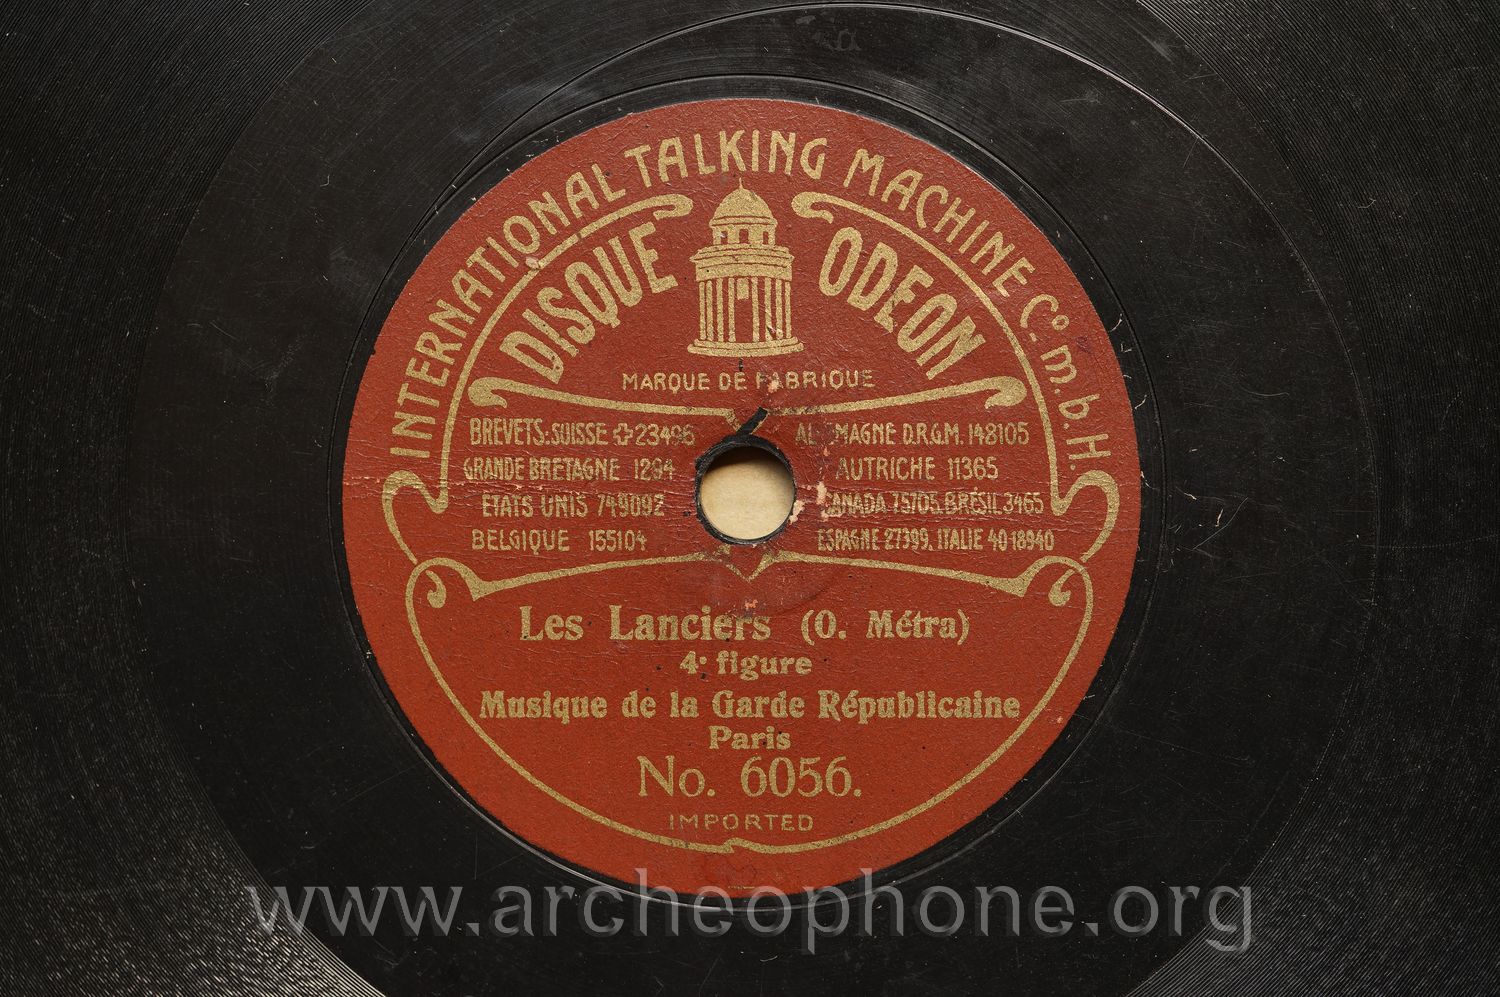 INTERNATIONAL TALKING MACHINE Co. m. b. H.
DISQUE ODEON
MARQUE DE FABRIQUE
BREVETS: SUISSE ✚ 23496
GRANDE BRETAGNE 1294
ETATS UNIS 749092
BELGIQUE 155104
ALLEMAGNE D.R.G.M. 148105
AUTRICHE 11365
CANADA 75705, BRÉSIL 3465
ESPAGNE 27399, ITALIE 40·18940
Les Lanciers (O. Métra)
4e figure
Musique de la Garde Républicaine
Paris
No. 6056.
IMPORTED
www.archeophone.org